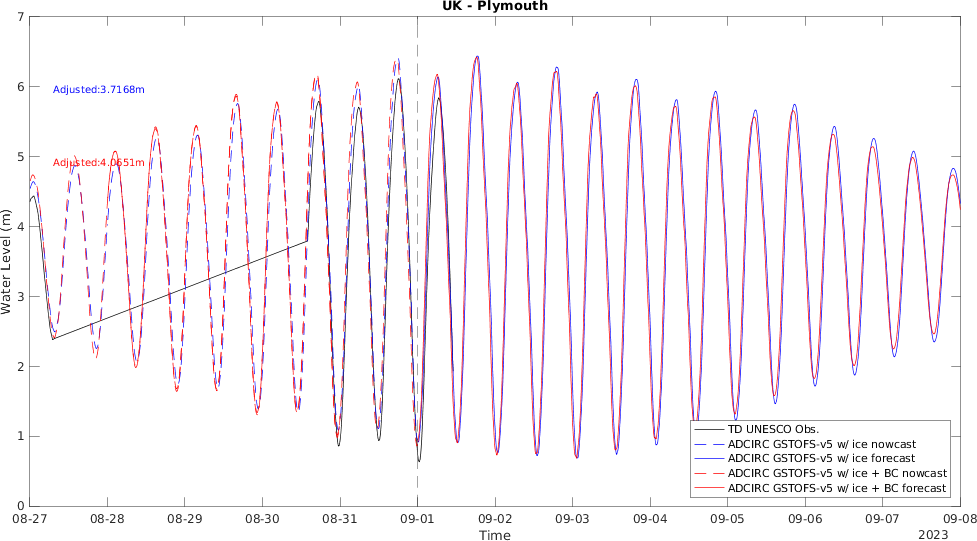 UK - Plymouth
7
6
5
4
3
2
1
0
Water Level (m)
Adjusted:3.7168m
Adjusted:4.0651m
TD UNESCO Obs.
ADCIRC GSTOFS-v5 w/ ice nowcast
ADCIRC GSTOFS-v5 w/ ice forecast
ADCIRC GSTOFS-v5 w/ ice + BC nowcast
ADCIRC GSTOFS-v5 w/ ice + BC forecast
08-27 08-28 08-29 08-30 08-31 09-01 09-02 09-03 09-04 09-05 09-06 09-07 09-08
Time
2023